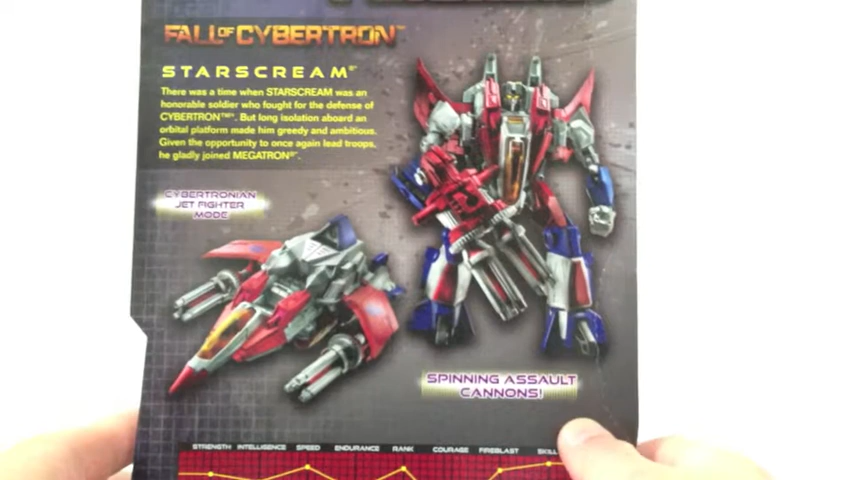 FALL OF CYBERTRON™
STARSCREAM®
There was a time when STARSCREAM was an
honorable soldier who fought for the defense of
CYBERTRON™. But long isolation aboard an
orbital platform made him greedy and ambitious.
Given the opportunity to once again lead troops,
he gladly joined MEGATRON®.
CYBERTRONIAN
JET FIGHTER
MODE
SPINNING ASSAULT
CANNONS!
STRENGTH INTELLIGENCE SPEED ENDURANCE RANK COURAGE FIREBLAST SKILL